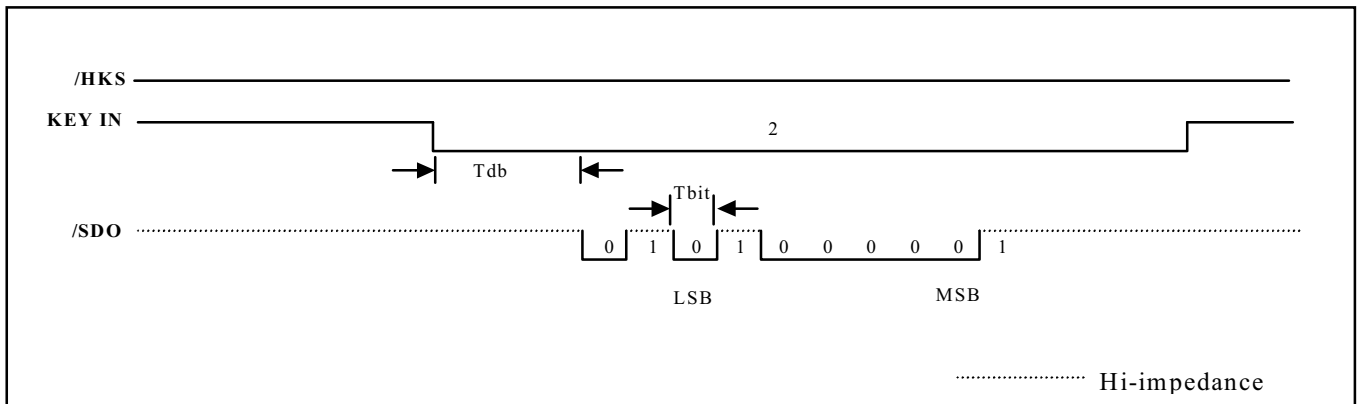 /HKS
KEY IN
2
Tdb
Tbit
/SDO
0 1 0 1 0 0 0 0 0 1
LSB MSB
Hi-impedance